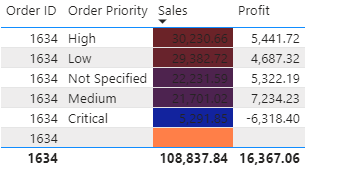 Order ID Order Priority Sales Profit
1634 High 30,230.66 5,441.72
1634 Low 29,382.72 4,687.32
1634 Not Specified 22,231.59 5,322.19
1634 Medium 21,701.02 7,234.23
1634 Critical 5,291.85 -6,318.40
1634
1634 108,837.84 16,367.06